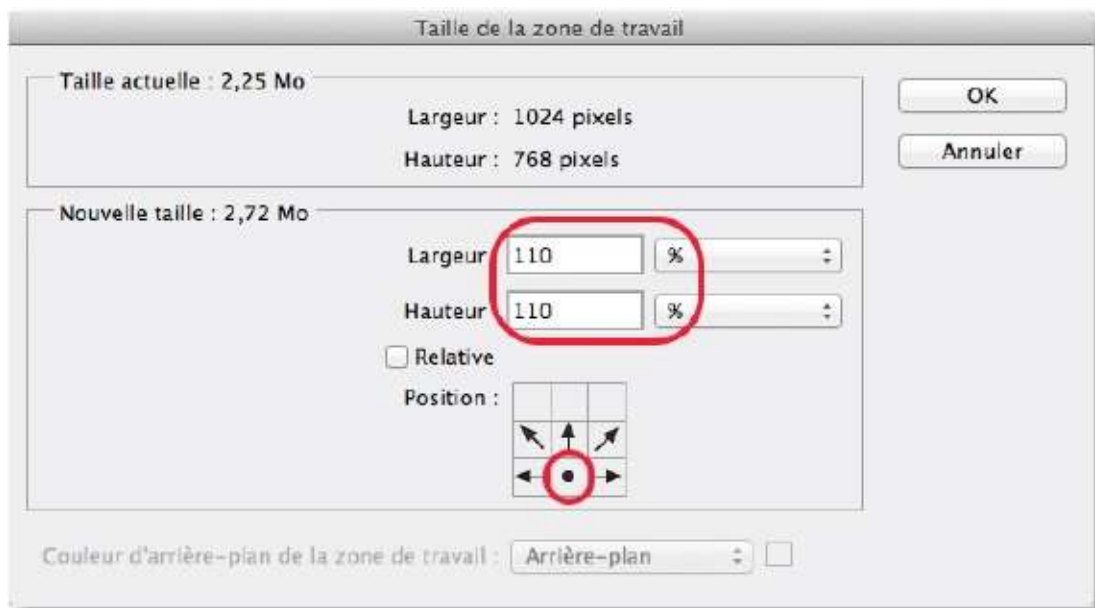 Taille de la zone de travail
Taille actuelle : 2,25 Mo
Largeur : 1024 pixels
Hauteur : 768 pixels
OK
Annuler
Nouvelle taille : 2,72 Mo
Largeur 110 %
Hauteur 110 %
Relative
Position :
Couleur d'arrière-plan de la zone de travail : Arrière-plan